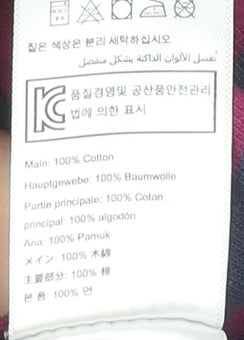 짙은 색상은 분리 세탁하십시오
تُغسل الألوان الداكنة بشكل منفصل
품질경영및 공산품안전관리
법에 의한 표시
Main: 100% Cotton
Hauptgewebe: 100% Baumwolle
Partie principale: 100% Coton
principal: 100% algodón
Ana: 100% Pamuk
メイン: 100% 木綿
主要部分: 100% 棉
본 품: 100% 면